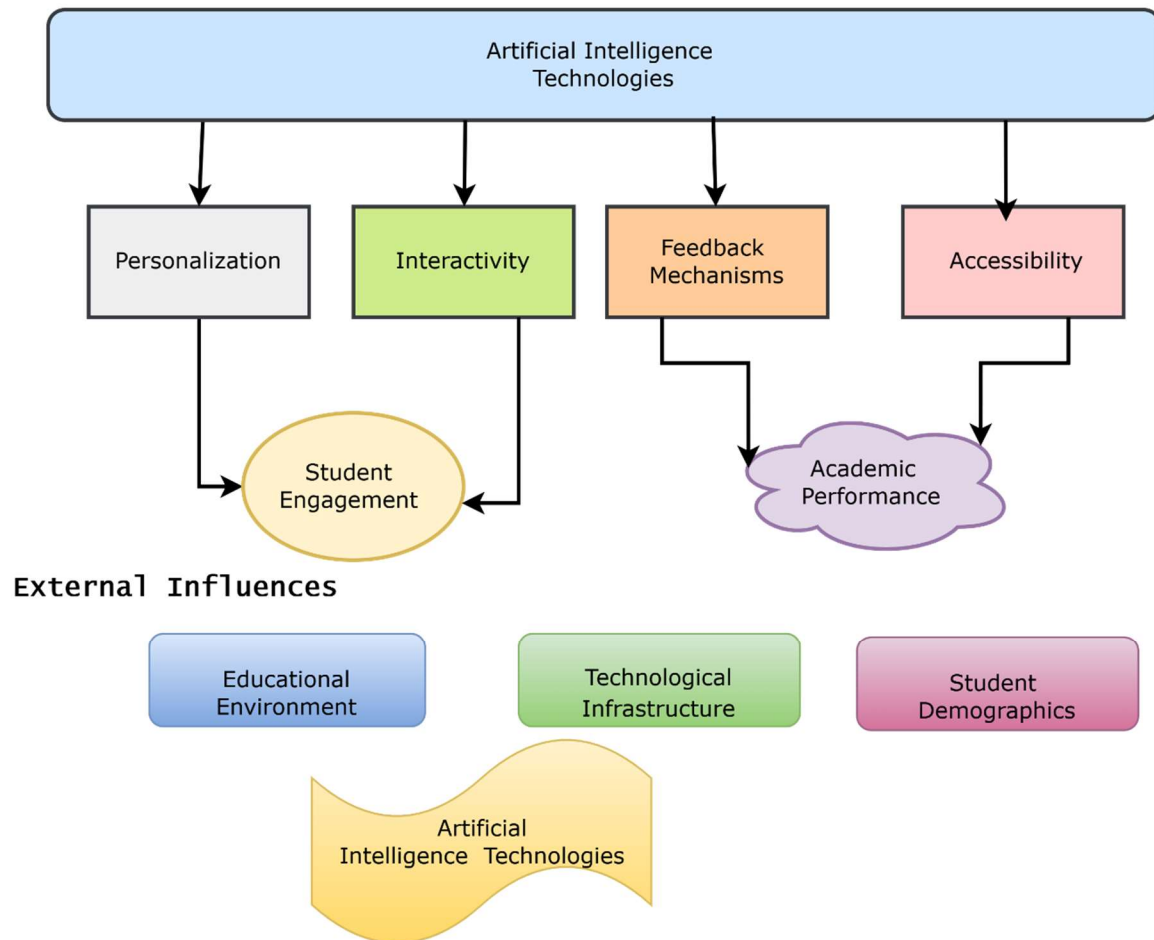 Artificial Intelligence
Technologies
Personalization
Interactivity
Feedback
Mechanisms
Accessibility
Student
Engagement
Academic
Performance
External Influences
Educational
Environment
Technological
Infrastructure
Student
Demographics
Artificial
Intelligence Technologies